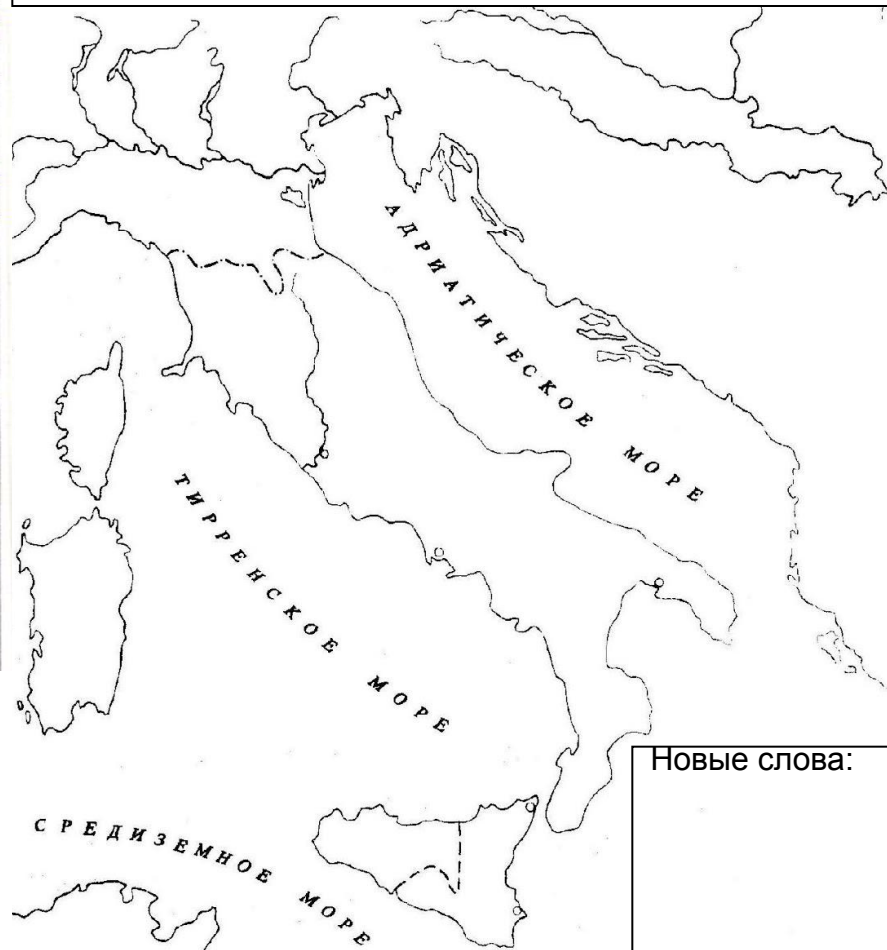 АДРИАТИЧЕСКОЕ МОРЕ
ТИРРЕНСКОЕ МОРЕ
Новые слова:
СРЕДИЗЕМНОЕ МОРЕ